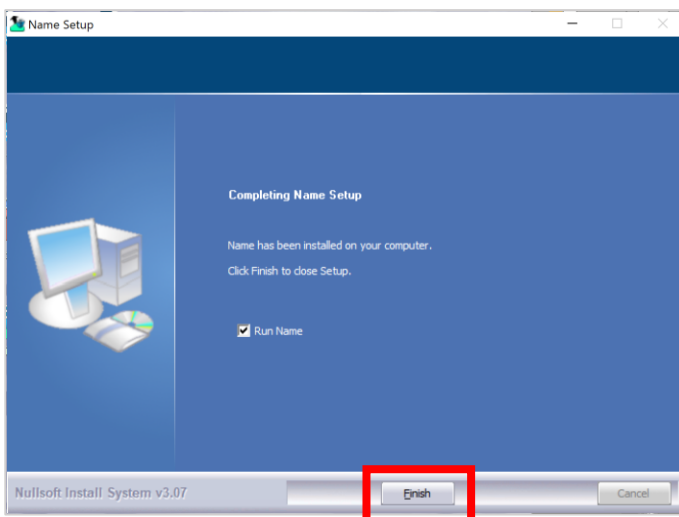 Name Setup
Completing Name Setup
Name has been installed on your computer.
Click Finish to close Setup.
Run Name
Nullsoft Install System v3.07
Finish
Cancel